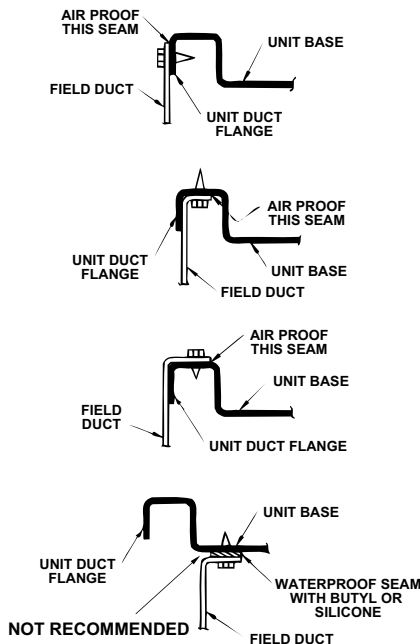 AIR PROOF
THIS SEAM
UNIT BASE
FIELD DUCT
UNIT DUCT
FLANGE
AIR PROOF
THIS SEAM
UNIT DUCT
FLANGE
UNIT BASE
FIELD DUCT
AIR PROOF
THIS SEAM
UNIT BASE
FIELD
DUCT
UNIT DUCT FLANGE
UNIT BASE
UNIT DUCT
FLANGE
WATERPROOF SEAM
WITH BUTYL OR
SILICONE
NOT RECOMMENDED
FIELD DUCT